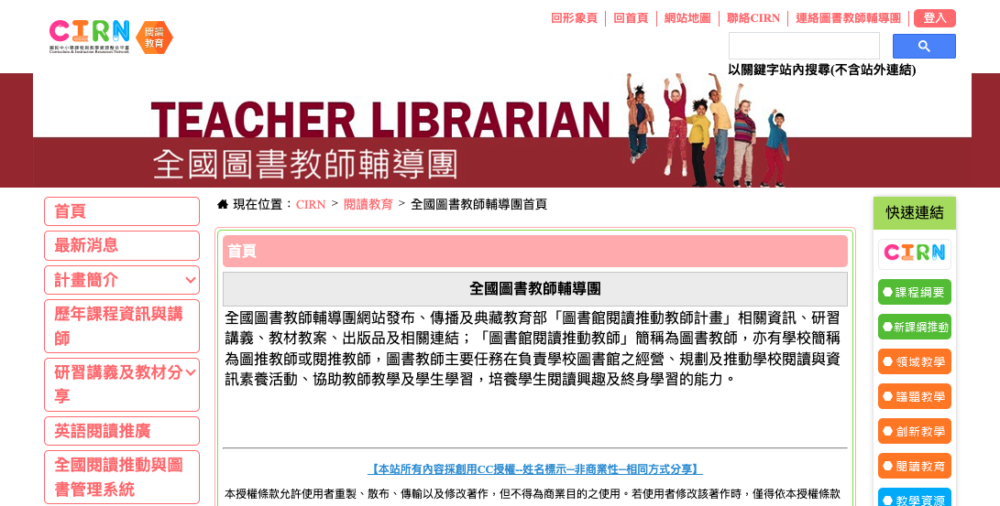 CIRN
國民中小學課程與教學資源整合平臺
Curriculum & Instruction Resources Network
閱讀
教育
回形象頁
回首頁
網站地圖
聯絡CIRN
連絡圖書教師輔導團
登入
以關鍵字站內搜尋(不含站外連結)
TEACHER LIBRARIAN
全國圖書教師輔導團
首頁
最新消息
計畫簡介
歷年課程資訊與講
師
研習講義及教材分
享
英語閱讀推廣
全國閱讀推動與圖
書管理系統
現在位置：CIRN > 閱讀教育 > 全國圖書教師輔導團首頁
首頁
全國圖書教師輔導團
全國圖書教師輔導團網站發布、傳播及典藏教育部「圖書館閱讀推動教師計畫」相關資訊、研習
講義、教材教案、出版品及相關連結；「圖書館閱讀推動教師」簡稱為圖書教師，亦有學校簡稱
為圖推教師或閱推教師，圖書教師主要任務在負責學校圖書館之經營、規劃及推動學校閱讀與資
訊素養活動、協助教師教學及學生學習，培養學生閱讀興趣及終身學習的能力。
【本站所有內容採創用CC授權--姓名標示─非商業性─相同方式分享】
本授權條款允許使用者重製、散布、傳輸以及修改著作，但不得為商業目的之使用。若使用者修改該著作時，僅得依本授權條款
快速連結
CIRN
課程綱要
新課綱推動
領域教學
議題教學
創新教學
閱讀教育
教學資源